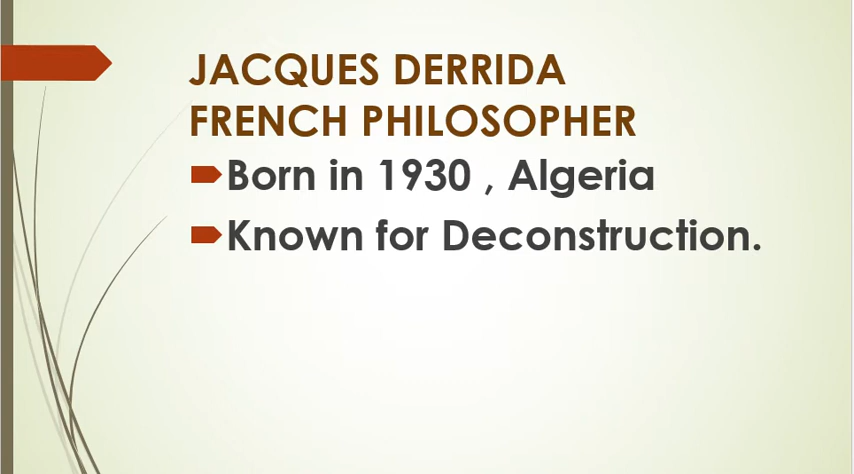 JACQUES DERRIDA
FRENCH PHILOSOPHER
Born in 1930 , Algeria
Known for Deconstruction.